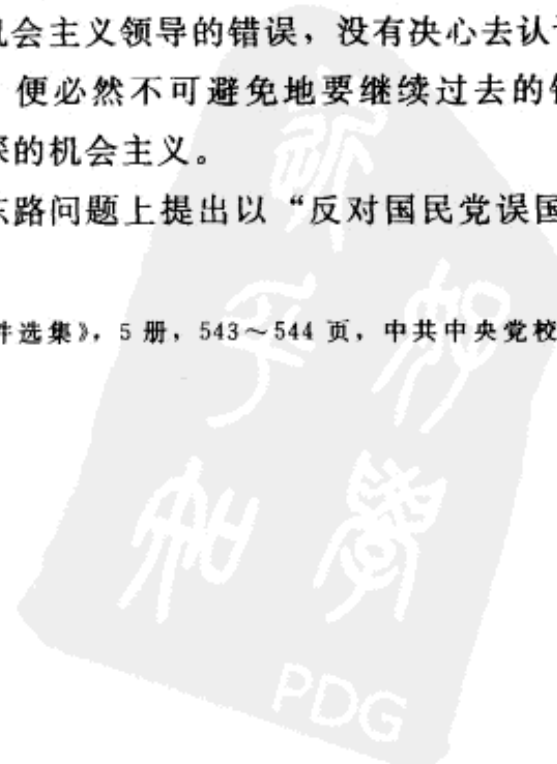 机会主义领导的错误,没有决心去认
,便必然不可避免地要继续过去的
的机会主义。
东路问题上提出以“反对国民党误国
件选集》,5 册,543~544 页,中共中央党校
PDG